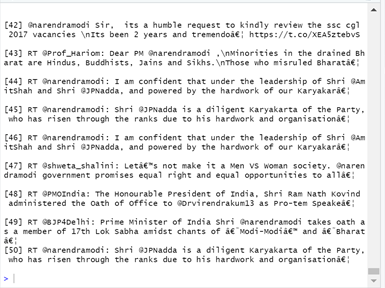 [42] @narendramodi Sir,  its a humble request to kindly review the ssc cgl
 2017 vacancies \nIts been 2 years and tremendoâ€¦ https://t.co/XEA5ztebvS
[43] RT @Prof_Hariom: Dear PM @narendramodi ,\nMinorities in the drained Bh
arat are Hindus, Buddhists, Jains and Sikhs.\nThose who misruled Bharatâ€¦
[44] RT @narendramodi: I am confident that under the leadership of Shri @Am
itShah and Shri @JPNadda, and powered by the hardwork of our Karyakarâ€¦
[45] RT @narendramodi: Shri @JPNadda is a diligent Karyakarta of the Party,
 who has risen through the ranks due to his hardwork and organisationâ€¦
[46] RT @narendramodi: I am confident that under the leadership of Shri @Am
itShah and Shri @JPNadda, and powered by the hardwork of our Karyakarâ€¦
[47] RT @shweta_shalini: Letâ€™s not make it a Men VS Woman society. @naren
dramodi government promises equal right and equal opportunities to allâ€¦
[48] RT @PMOIndia: The Honourable President of India, Shri Ram Nath Kovind
 administered the Oath of Office to @Drvirendrakum13 as Pro-tem Speakeâ€¦
[49] RT @BJP4Delhi: Prime Minister of India Shri @narendramodi takes oath a
s a member of 17th Lok Sabha amidst chants of â€˜Modi-Modiâ€™ and â€˜Bharat
â€¦
[50] RT @narendramodi: Shri @JPNadda is a diligent Karyakarta of the Party,
 who has risen through the ranks due to his hardwork and organisationâ€¦
>